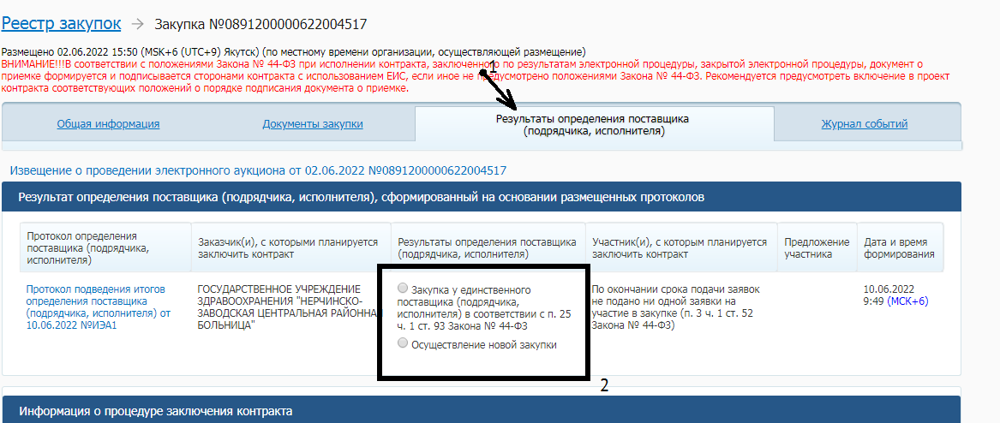 Реестр закупок → Закупка №0891200000622004517
Размещено 02.06.2022 15:50 (MSK+6 (UTC+9) Якутск) (по местному времени организации, осуществляющей размещение)
ВНИМАНИЕ!!!В соответствии с положениями Закона № 44-ФЗ при исполнении контракта, заключенного по результатам электронной процедуры, закрытой электронной процедуры, документ о
приемке формируется и подписывается сторонами контракта с использованием ЕИС, если иное не предусмотрено положениями Закона № 44-ФЗ. Рекомендуется предусмотреть включение в проект
контракта соответствующих положений о порядке подписания документа о приемке.
1
Общая информация
Документы закупки
Результаты определения поставщика
(подрядчика, исполнителя)
Журнал событий
Извещение о проведении электронного аукциона от 02.06.2022 №0891200000622004517
Результат определения поставщика (подрядчика, исполнителя), сформированный на основании размещенных протоколов
Протокол определения
поставщика (подрядчика,
исполнителя)
Заказчик(и), с которыми планируется
заключить контракт
Результаты определения поставщика
(подрядчика, исполнителя)
Участник(и), с которым планируется
заключить контракт
Предложение
участника
Дата и время
формирования
Протокол подведения итогов
определения поставщика
(подрядчика, исполнителя) от
10.06.2022 №ИЭА1
ГОСУДАРСТВЕННОЕ УЧРЕЖДЕНИЕ
ЗДРАВООХРАНЕНИЯ "НЕРЧИНСКО-
ЗАВОДСКАЯ ЦЕНТРАЛЬНАЯ РАЙОННА
БОЛЬНИЦА"
Закупка у единственного
поставщика (подрядчика,
исполнителя) в соответствии с п. 25
ч. 1 ст. 93 Закона № 44-ФЗ
Осуществление новой закупки
По окончании срока подачи заявок
не подано ни одной заявки на
участие в закупке (п. 3 ч. 1 ст. 52
Закона № 44-ФЗ)
10.06.2022
9:49 (МСК+6)
2
Информация о процедуре заключения контракта